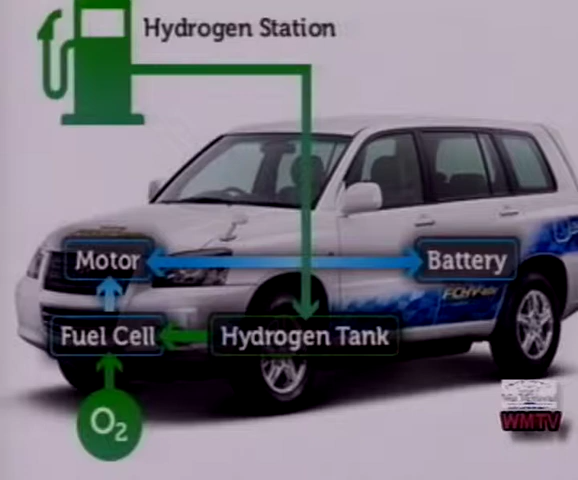 Hydrogen Station
Motor
Battery
FCHV-adv
Fuel Cell
Hydrogen Tank
O₂
WMTV